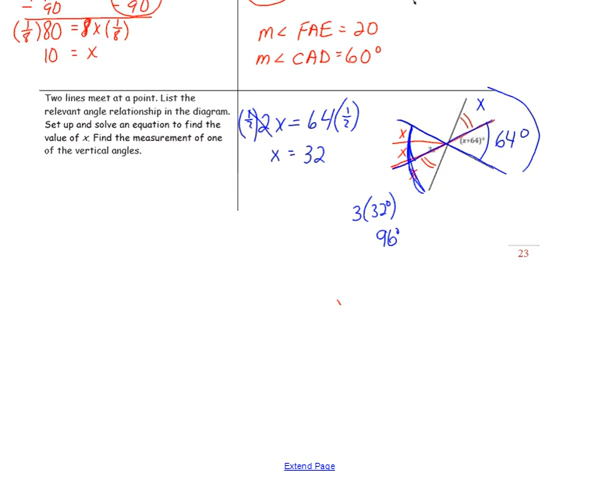 - 90 - 90
(1/8) 80 = 8x (1/8)
10 = x
m∠ FAE = 20
m∠ CAD = 60°
Two lines meet at a point. List the
relevant angle relationship in the diagram.
Set up and solve an equation to find the
value of x. Find the measurement of one
of the vertical angles.
(1/2) 2x = 64 (1/2)
x = 32
x
x
x
x
(x+64)°
64°
3(32°)
96°
23
Extend Page